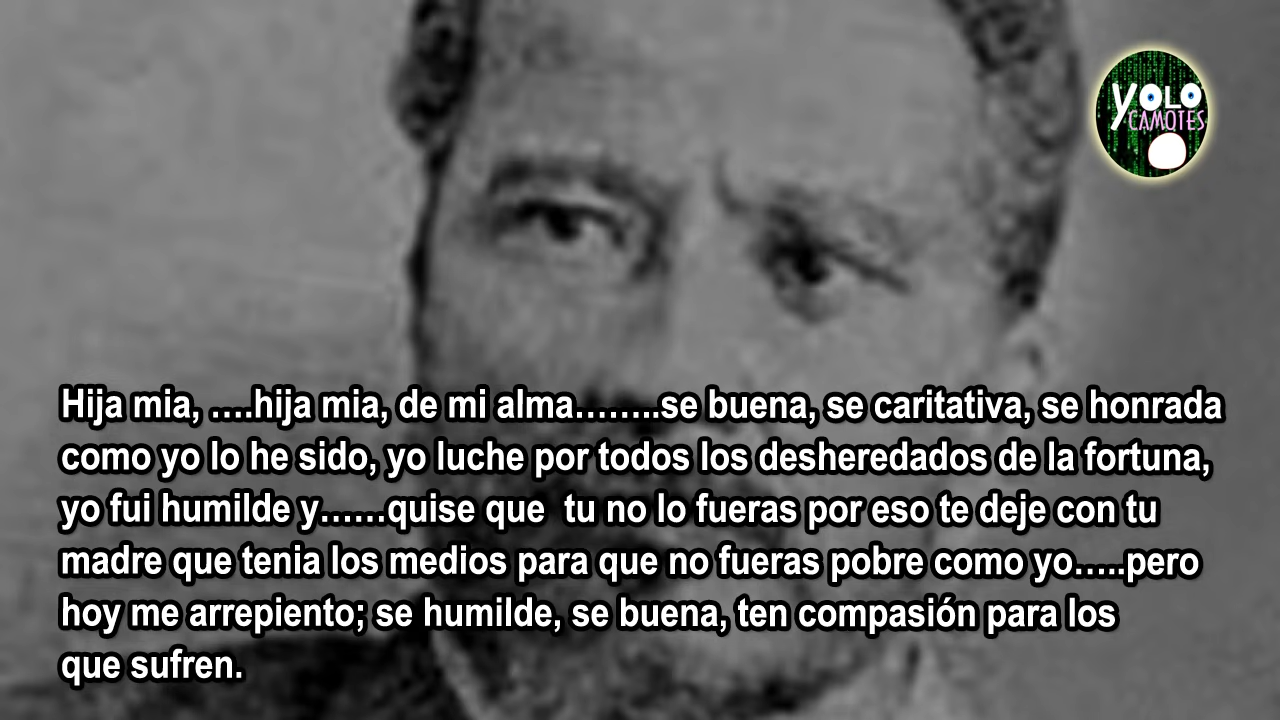 YOLO
CAMOTES
Hija mia, ….hija mia, de mi alma……..se buena, se caritativa, se honrada
como yo lo he sido, yo luche por todos los desheredados de la fortuna,
yo fui humilde y……quise que  tu no lo fueras por eso te deje con tu
madre que tenia los medios para que no fueras pobre como yo…..pero
hoy me arrepiento; se humilde, se buena, ten compasión para los
que sufren.